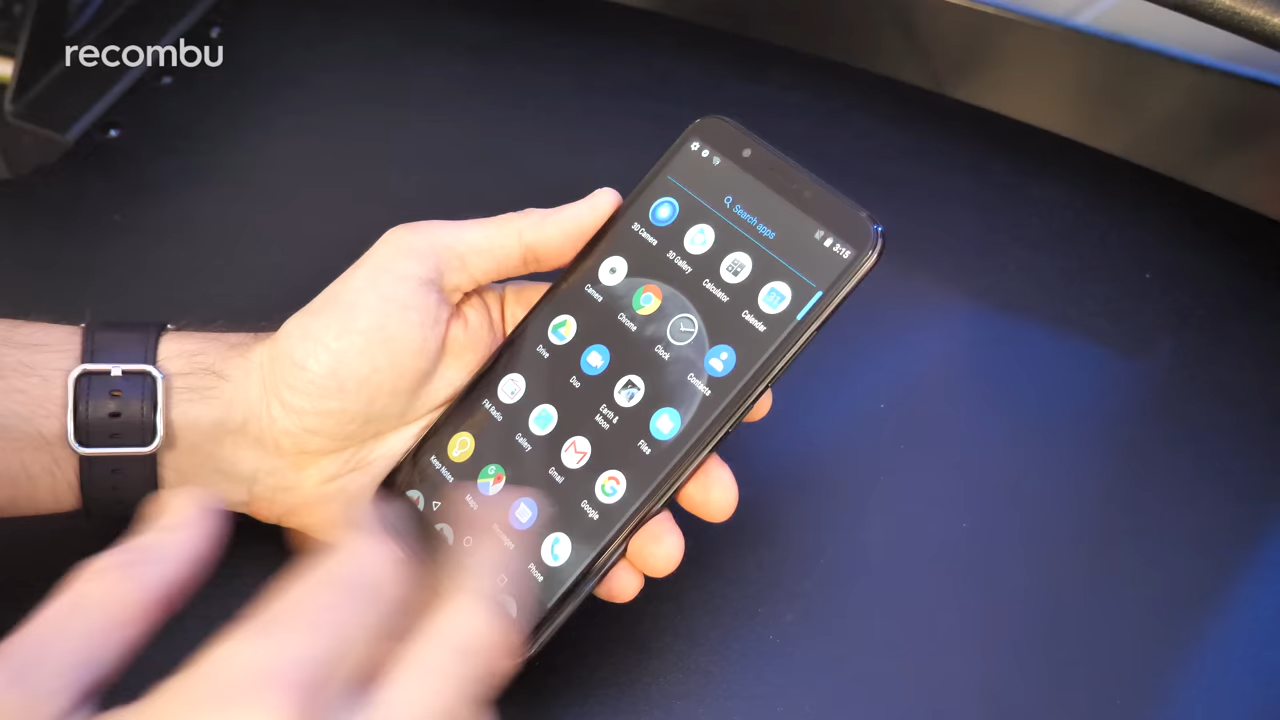 recombu
3:15
Search apps
3D Camera
3D Gallery
Calculator
Calendar
Camera
Chrome
Clock
Contacts
Drive
Duo
Earth &
Moon
Files
FM Radio
Gallery
Gmail
Google
Keep Notes
Maps
Messages
Phone